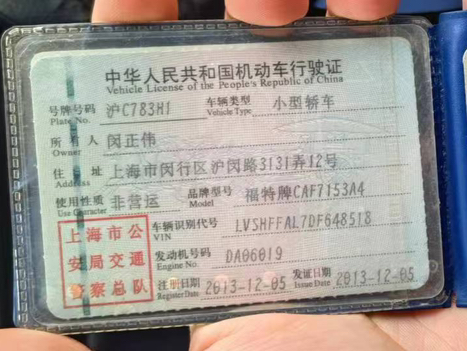 中华人民共和国机动车行驶证
Vehicle License of the People's Republic of China
号牌号码 沪C783H1 车辆类型 小型轿车
Plate No. Vehicle Type
所有人 闵正伟
Owner
住址 上海市闵行区沪闵路3131弄12号
Address
使用性质 非营运 品牌型号 福特牌CAF7153A4
Use Character Model
上海市公安局交通警察总队
车辆识别代号 LVSHFFAL7DF648518
VIN
发动机号码 DA06019
Engine No.
注册日期 2013-12-05 发证日期 2013-12-05
Register Date Issue Date